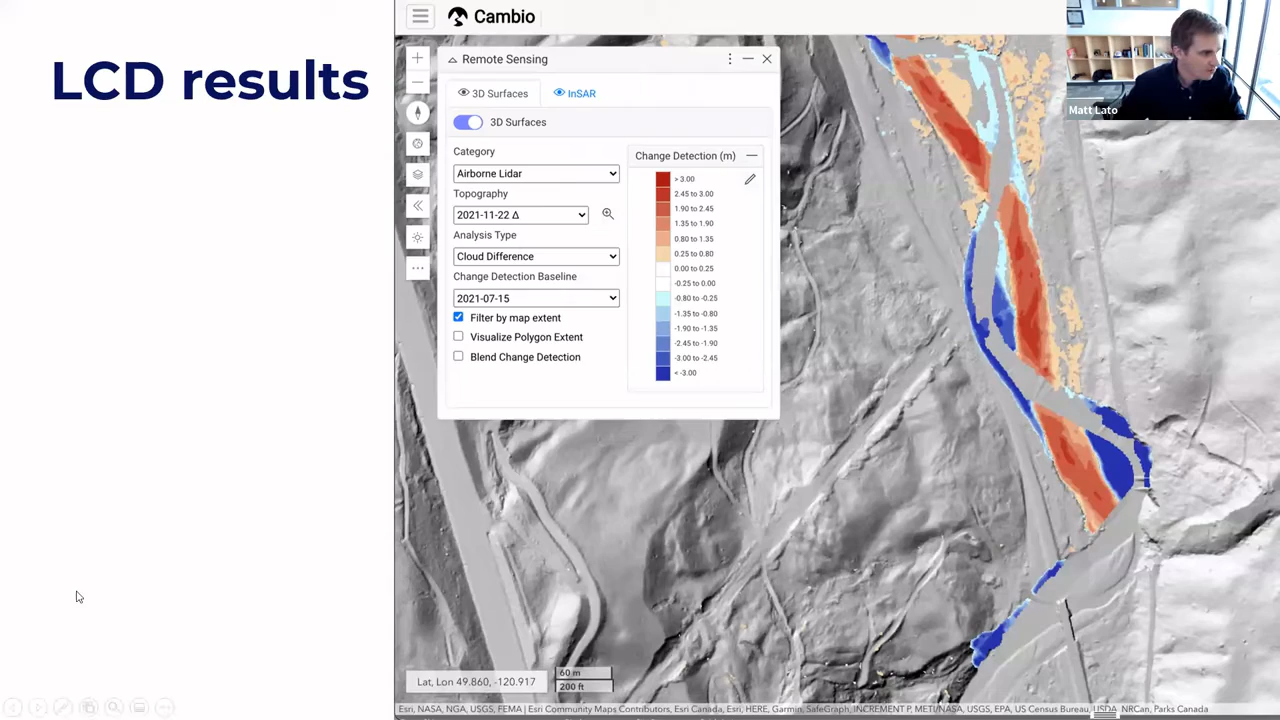 LCD results
Cambio
Matt Lato
Remote Sensing
3D Surfaces
InSAR
3D Surfaces
Category
Airborne Lidar
Topography
2021-11-22 Δ
Analysis Type
Cloud Difference
Change Detection Baseline
2021-07-15
Filter by map extent
Visualize Polygon Extent
Blend Change Detection
Change Detection (m)
> 3.00
2.45 to 3.00
1.90 to 2.45
1.35 to 1.90
0.80 to 1.35
0.25 to 0.80
0.00 to 0.25
-0.25 to 0.00
-0.80 to -0.25
-1.35 to -0.80
-1.90 to -1.35
-2.45 to -1.90
-3.00 to -2.45
< -3.00
Lat, Lon 49.860, -120.917
60 m
200 ft
Esri, NASA, NGA, USGS, FEMA | Esri Community Maps Contributors, Esri Canada, Esri, HERE, Garmin, SafeGraph, INCREMENT P, METI/NASA, USGS, EPA, US Census Bureau, USDA, NRCan, Parks Canada